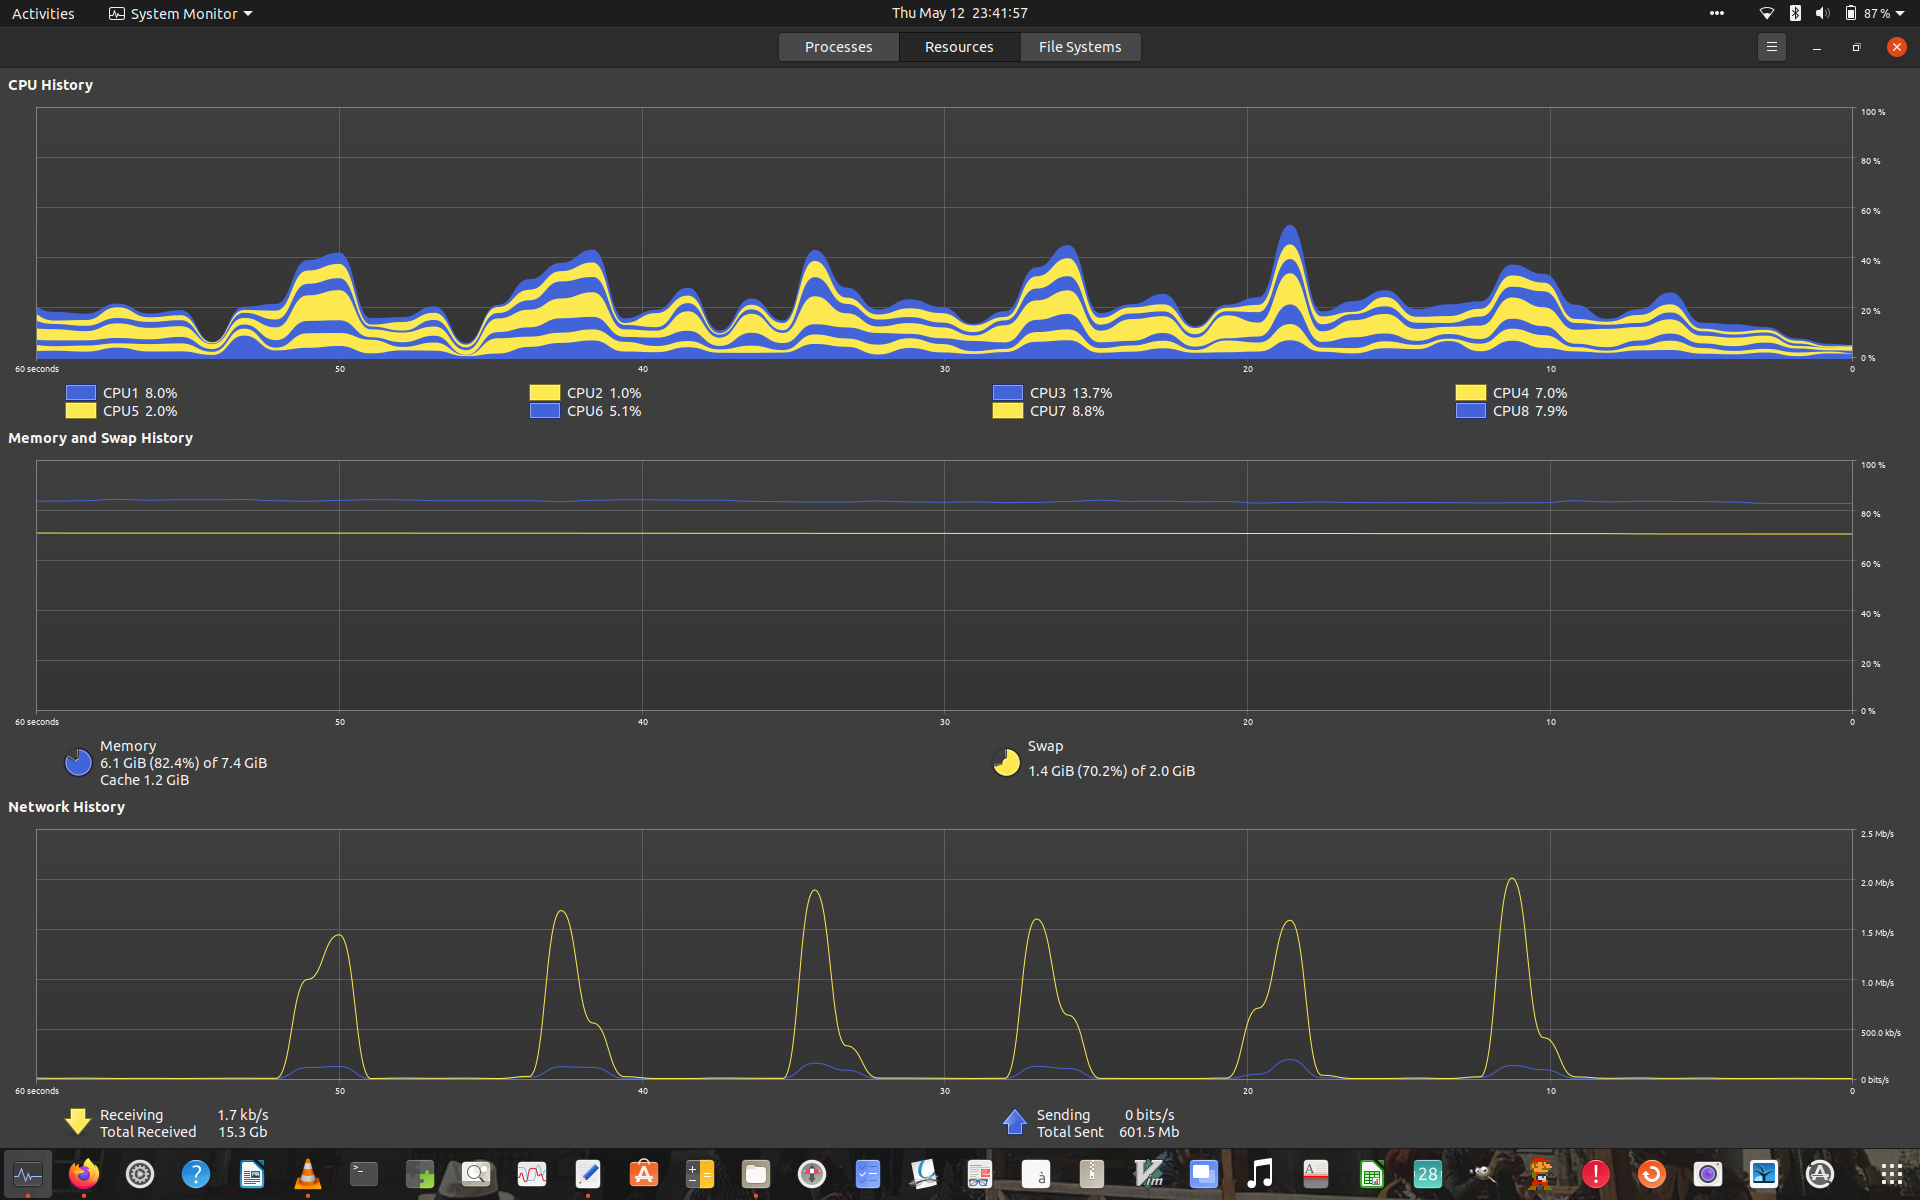 Activities
System Monitor
Thu May 12 23:41:57
87 %
Processes
Resources
File Systems
CPU History
100 %
80 %
60 %
40 %
20 %
0 %
60 seconds
50
40
30
20
10
0
CPU1 8.0%
CPU2 1.0%
CPU3 13.7%
CPU4 7.0%
CPU5 2.0%
CPU6 5.1%
CPU7 8.8%
CPU8 7.9%
Memory and Swap History
100 %
80 %
60 %
40 %
20 %
0 %
60 seconds
50
40
30
20
10
0
Memory
6.1 GiB (82.4%) of 7.4 GiB
Cache 1.2 GiB
Swap
1.4 GiB (70.2%) of 2.0 GiB
Network History
2.5 Mb/s
2.0 Mb/s
1.5 Mb/s
1.0 Mb/s
500.0 kb/s
0 bits/s
60 seconds
50
40
30
20
10
0
Receiving 1.7 kb/s
Total Received 15.3 Gb
Sending 0 bits/s
Total Sent 601.5 Mb
?
>_
à
Vim
A
28
!